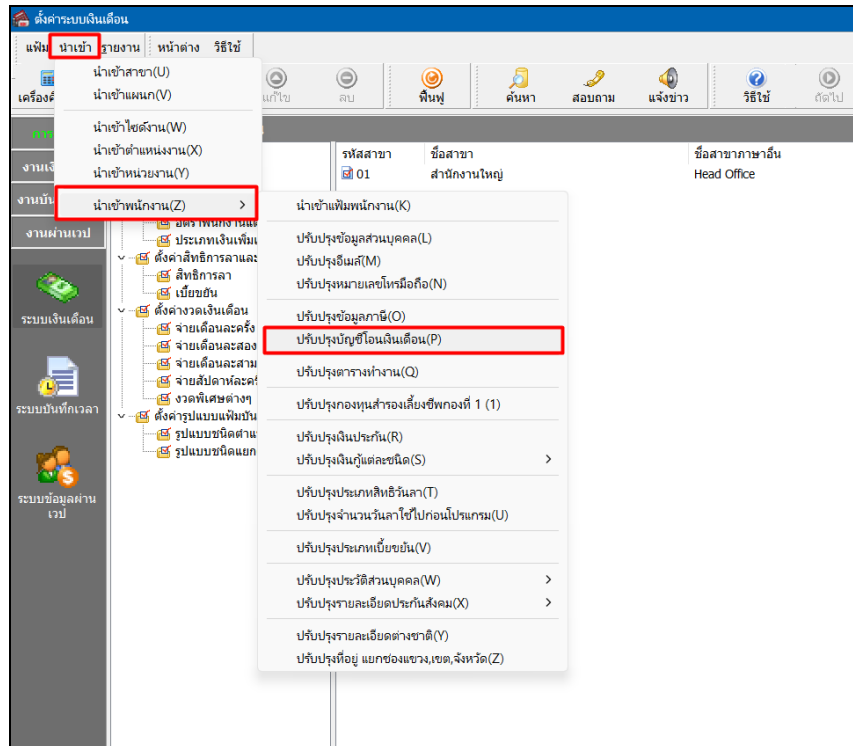 ตั้งค่าระบบเงินเดือน
แฟ้ม นำเข้า รายงาน หน้าต่าง วิธีใช้
แก้ไข ลบ ฟื้นฟู ค้นหา สอบถาม แจ้งข่าว วิธีใช้ ถัดไป
นำเข้าสาขา(U)
นำเข้าแผนก(V)
นำเข้าไซด์งาน(W)
นำเข้าตำแหน่งงาน(X)
นำเข้าหน่วยงาน(Y)
นำเข้าพนักงาน(Z)
รหัสสาขา ชื่อสาขา ชื่อสาขาภาษาอื่น
01 สำนักงานใหญ่ Head Office
นำเข้าแฟ้มพนักงาน(K)
ปรับปรุงข้อมูลส่วนบุคคล(L)
ปรับปรุงอีเมล์(M)
ปรับปรุงหมายเลขโทรมือถือ(N)
ปรับปรุงข้อมูลภาษี(O)
ปรับปรุงบัญชีโอนเงินเดือน(P)
ปรับปรุงตารางทำงาน(Q)
ปรับปรุงกองทุนสำรองเลี้ยงชีพกองที่ 1 (1)
ปรับปรุงเงินประกัน(R)
ปรับปรุงเงินกู้แต่ละชนิด(S)
ปรับปรุงประเภทสิทธิวันลา(T)
ปรับปรุงจำนวนวันลาใช้ไปก่อนโปรแกรม(U)
ปรับปรุงประเภทเบี้ยขยัน(V)
ปรับปรุงประวัติส่วนบุคคล(W)
ปรับปรุงรายละเอียดประกันสังคม(X)
ปรับปรุงรายละเอียดต่างชาติ(Y)
ปรับปรุงที่อยู่ แยกช่องแขวง,เขต,จังหวัด(Z)
ประเภทเงินเพิ่ม
ตั้งค่าสิทธิการลาและ
สิทธิการลา
เบี้ยขยัน
ตั้งค่างวดเงินเดือน
จ่ายเดือนละครั้ง
จ่ายเดือนละสอง
จ่ายเดือนละสาม
จ่ายสัปดาห์ละครั้
งวดพิเศษต่างๆ
ตั้งค่ารูปแบบแฟ้มบัน
รูปแบบชนิดตำแ
รูปแบบชนิดแยก
งานผ่านเวป
ระบบเงินเดือน
ระบบบันทึกเวลา
ระบบข้อมูลผ่าน
เวป